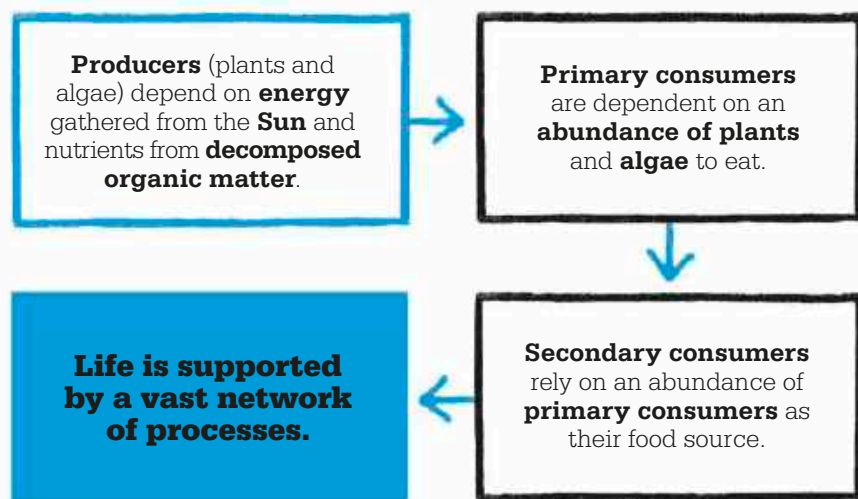 Producers (plants and
algae) depend on energy
gathered from the Sun and
nutrients from decomposed
organic matter.
Primary consumers
are dependent on an
abundance of plants
and algae to eat.
Secondary consumers
rely on an abundance of
primary consumers as
their food source.
Life is supported
by a vast network
of processes.